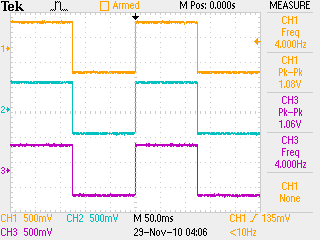 Tek Armed M Pos: 0.000s MEASURE
CH1
Freq
4.000Hz
CH1
Pk-Pk
1.08V
CH3
Pk-Pk
1.06V
CH3
Freq
4.000Hz
CH1
None
1
2
3
CH1 500mV CH2 500mV M 50.0ms CH1 135mV
CH3 500mV 29-Nov-10 04:06 <10Hz